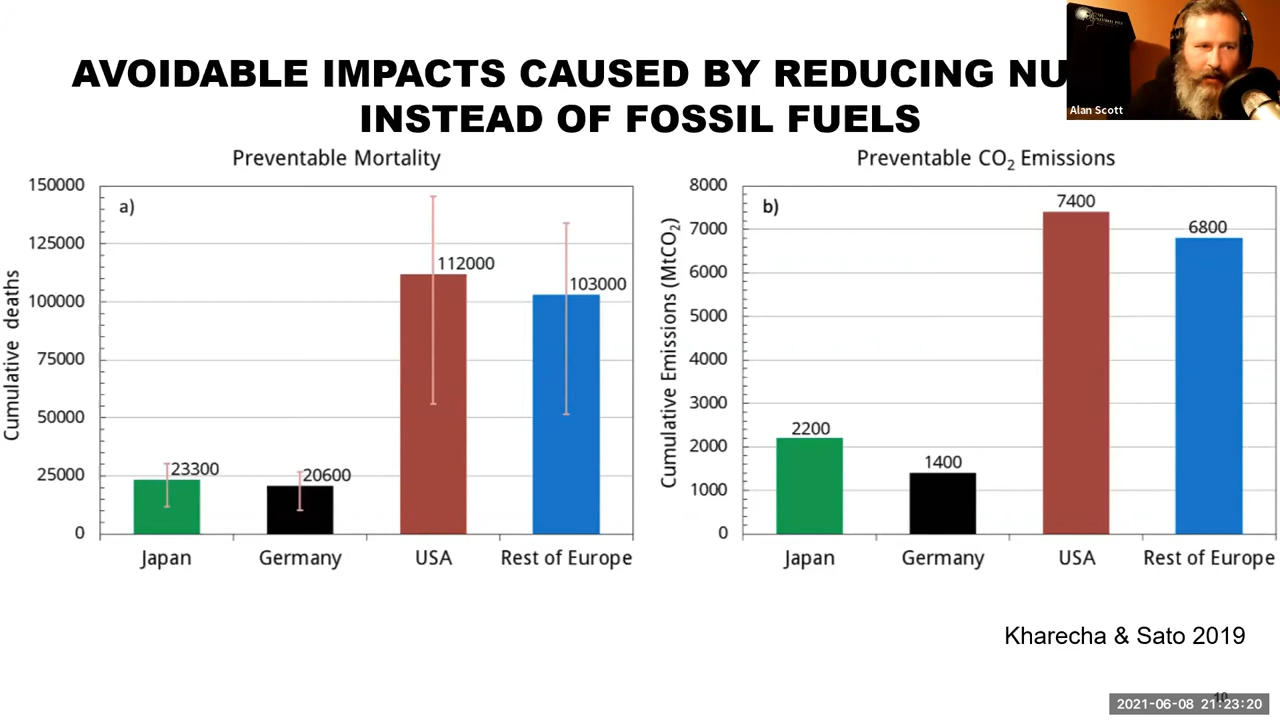 AVOIDABLE IMPACTS CAUSED BY REDUCING NU
INSTEAD OF FOSSIL FUELS
Alan Scott
Preventable Mortality
150000
125000
100000
75000
50000
25000
0
Cumulative deaths
a)
23300
20600
112000
103000
Japan
Germany
USA
Rest of Europe
Preventable CO₂ Emissions
8000
7000
6000
5000
4000
3000
2000
1000
0
Cumulative Emissions (MtCO₂)
b)
2200
1400
7400
6800
Japan
Germany
USA
Rest of Europe
Kharecha & Sato 2019
2021-06-08 21:23:20